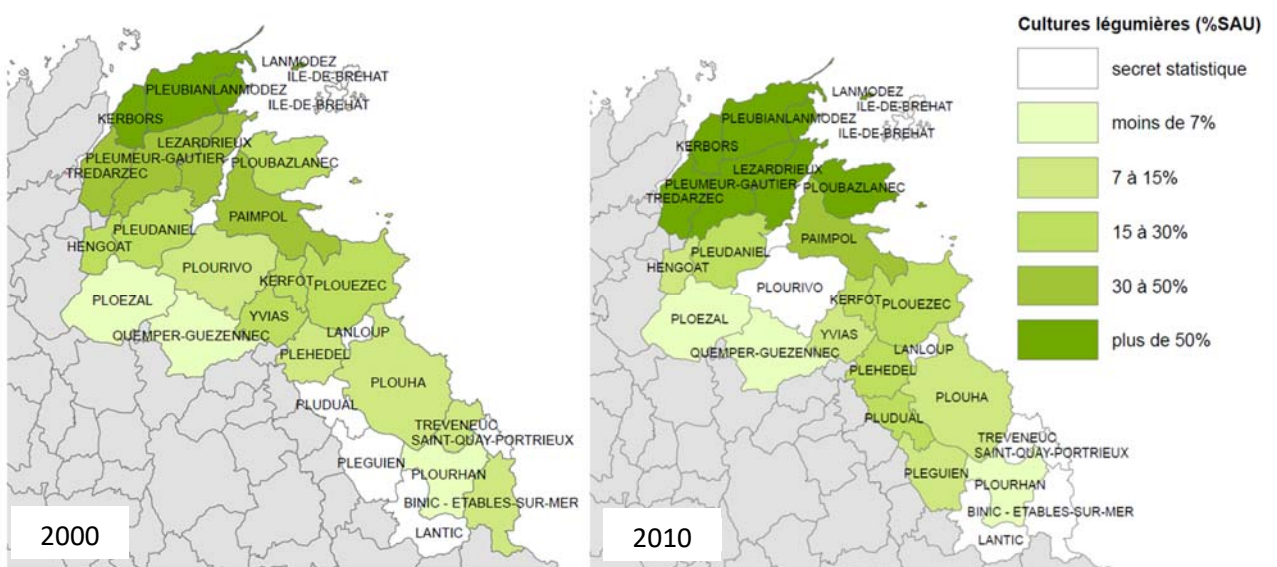 LANMODEZ
ILE-DE-BREHAT
PLEUBIAN LANMODEZ
ILE-DE-BREHAT
KERBORS
LEZARDRIEUX
PLEUMEUR-GAUTIER
PLOUBAZLANEC
TREDARZEC
PAIMPOL
PLEUDANIEL
HENGOAT
PLOURIVO
KERFOT
PLOUEZEC
PLOEZAL
YVIAS
QUEMPER-GUEZENNEC
LANLOUP
PLEHEDEL
PLOUHA
PLUDUAL
TREVENEUC
SAINT-QUAY-PORTRIEUX
PLEGUIEN
PLOURHAN
BINIC - ETABLES-SUR-MER
LANTIC
2000
LANMODEZ
ILE-DE-BREHAT
PLEUBIAN LANMODEZ
ILE-DE-BREHAT
KERBORS
LEZARDRIEUX
PLEUMEUR-GAUTIER
PLOUBAZLANEC
TREDARZEC
PAIMPOL
PLEUDANIEL
HENGOAT
PLOURIVO
KERFOT
PLOUEZEC
PLOEZAL
YVIAS
QUEMPER-GUEZENNEC
LANLOUP
PLEHEDEL
PLOUHA
PLUDUAL
TREVENEUC
SAINT-QUAY-PORTRIEUX
PLEGUIEN
PLOURHAN
BINIC - ETABLES-SUR-MER
LANTIC
2010
Cultures légumières (%SAU)
secret statistique
moins de 7%
7 à 15%
15 à 30%
30 à 50%
plus de 50%